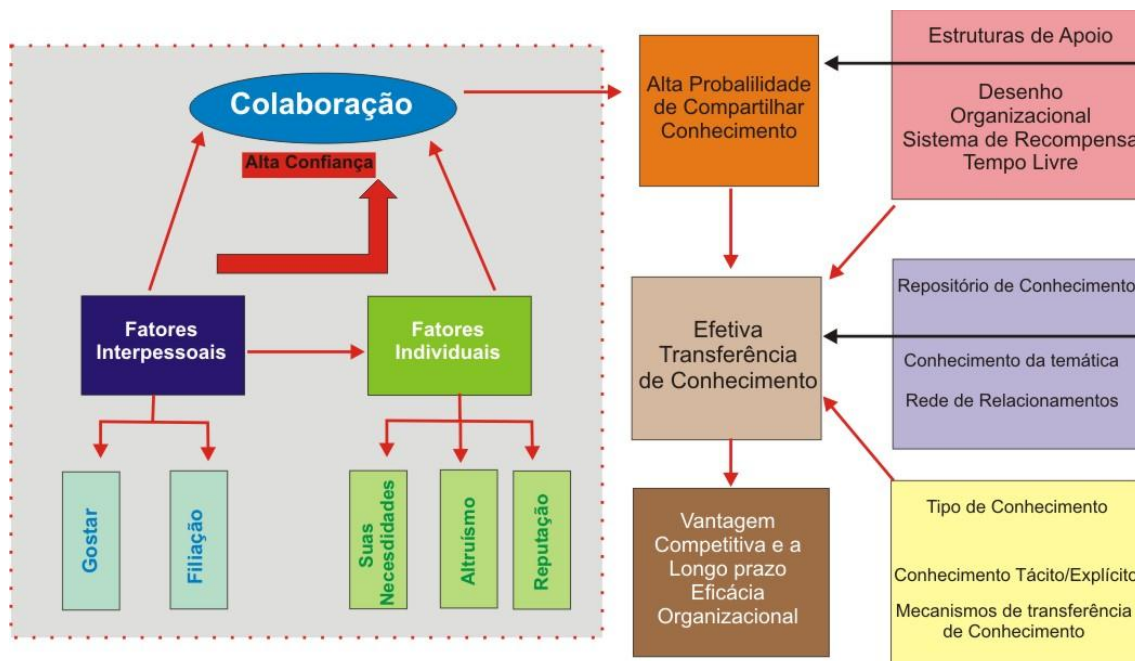 Colaboração
Alta Confiança
Fatores
Interpessoais
Fatores
Individuais
Gostar
Filiação
Suas
Necesdidades
Altruísmo
Reputação
Alta Probalilidade
de Compartilhar
Conhecimento
Efetiva
Transferência
de Conhecimento
Vantagem
Competitiva e a
Longo prazo
Eficácia
Organizacional
Estruturas de Apoio
Desenho
Organizacional
Sistema de Recompensa
Tempo Livre
Repositório de Conhecimento
Conhecimento da temática
Rede de Relacionamentos
Tipo de Conhecimento
Conhecimento Tácito/Explícito
Mecanismos de transferência
de Conhecimento